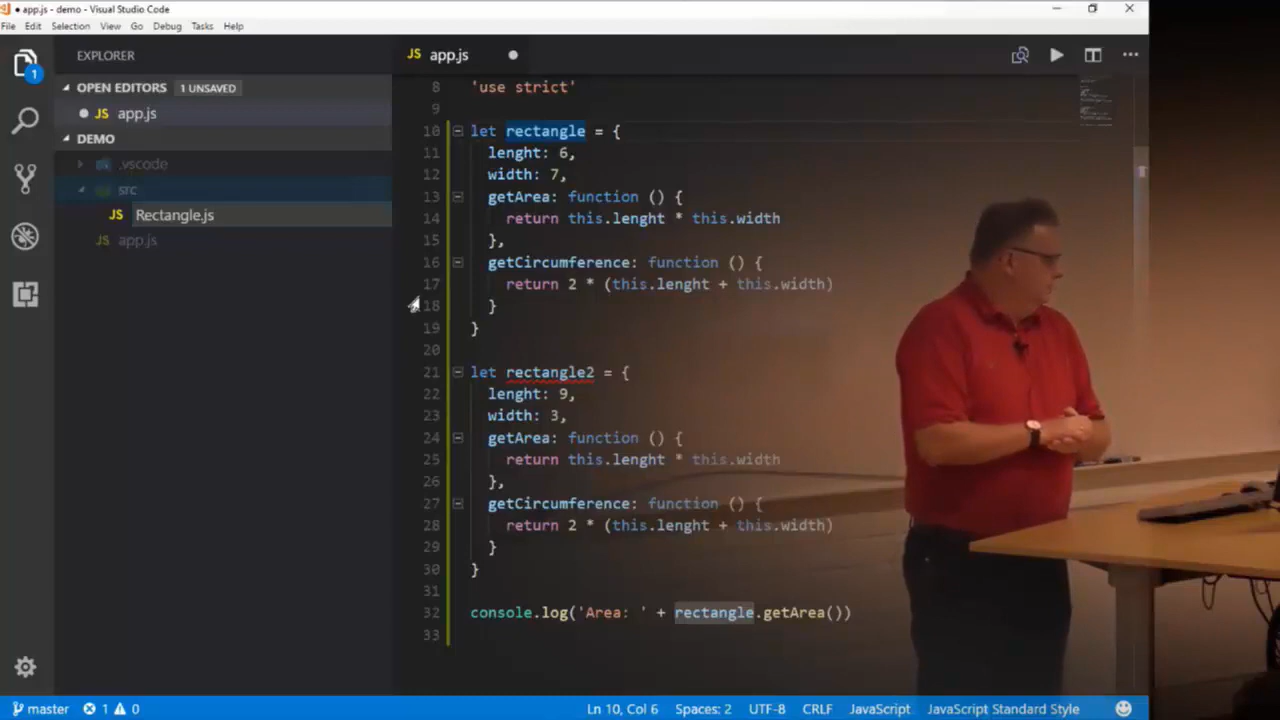 ● app.js - demo - Visual Studio Code
File Edit Selection View Go Debug Tasks Help
EXPLORER
OPEN EDITORS 1 UNSAVED
JS app.js
DEMO
.vscode
src
JS Rectangle.js
JS app.js
1
JS app.js ●
8 'use strict'
9
10 let rectangle = {
11 lenght: 6,
12 width: 7,
13 getArea: function () {
14 return this.lenght * this.width
15 },
16 getCircumference: function () {
17 return 2 * (this.lenght + this.width)
18 }
19 }
20
21 let rectangle2 = {
22 lenght: 9,
23 width: 3,
24 getArea: function () {
25 return this.lenght * this.width
26 },
27 getCircumference: function () {
28 return 2 * (this.lenght + this.width)
29 }
30 }
31
32 console.log('Area: ' + rectangle.getArea())
33
master 1 0 Ln 10, Col 6 Spaces: 2 UTF-8 CRLF JavaScript JavaScript Standard Style